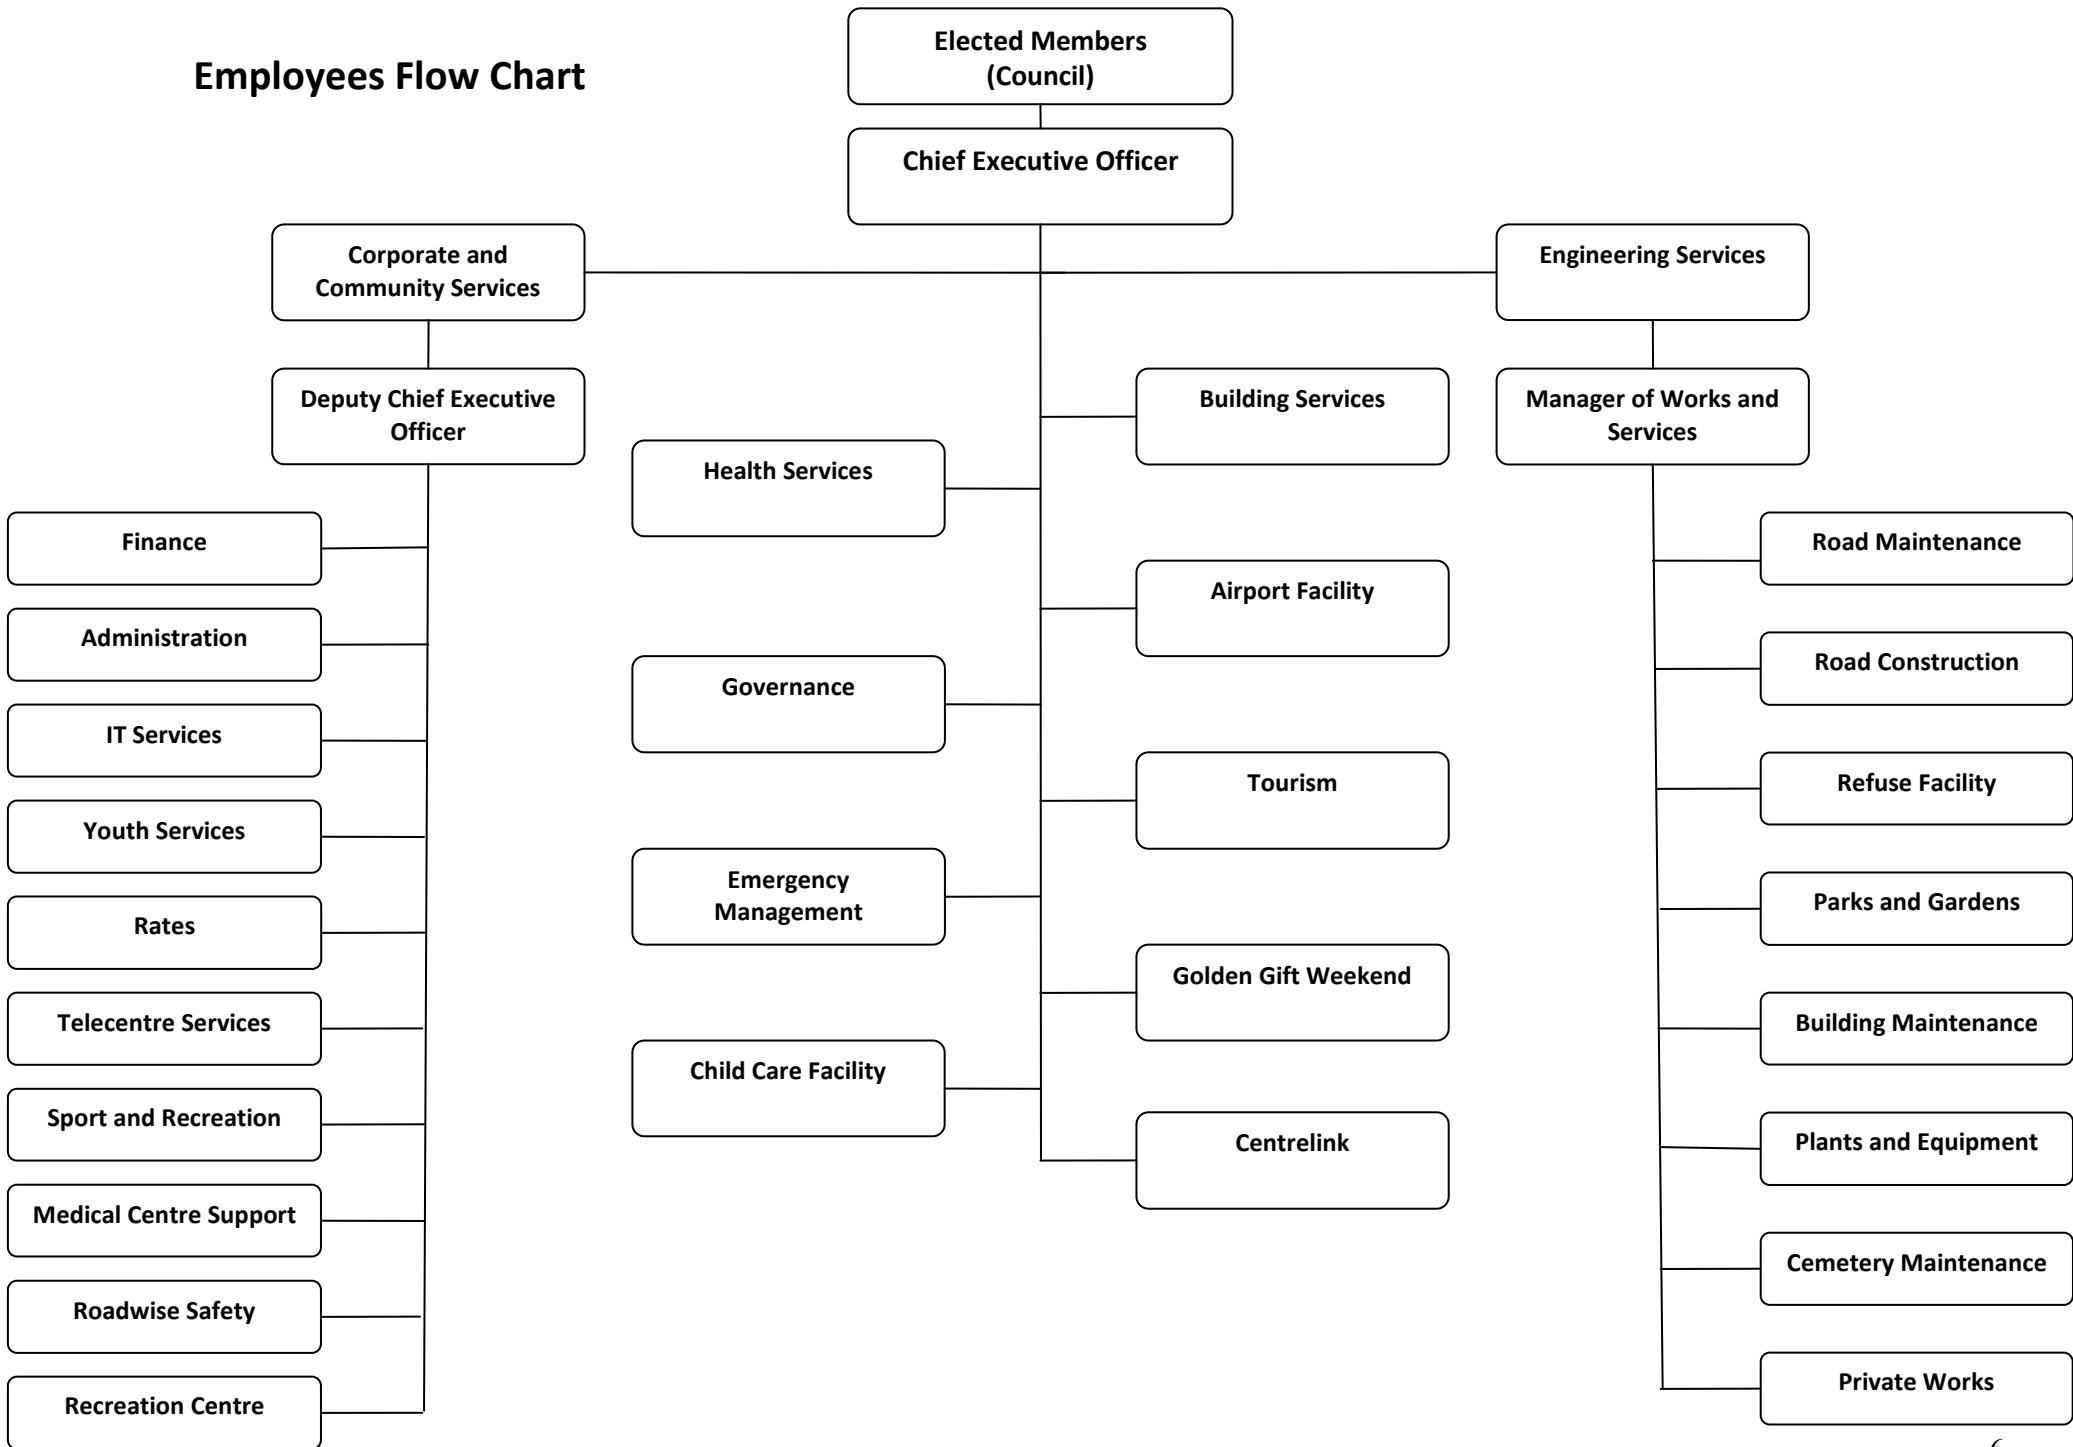 Employees Flow Chart
Elected Members
(Council)
Chief Executive Officer
Corporate and
Community Services
Engineering Services
Deputy Chief Executive
Officer
Manager of Works and
Services
Building Services
Health Services
Airport Facility
Governance
Tourism
Emergency
Management
Golden Gift Weekend
Child Care Facility
Centrelink
Finance
Administration
IT Services
Youth Services
Rates
Telecentre Services
Sport and Recreation
Medical Centre Support
Roadwise Safety
Recreation Centre
Road Maintenance
Road Construction
Refuse Facility
Parks and Gardens
Building Maintenance
Plants and Equipment
Cemetery Maintenance
Private Works